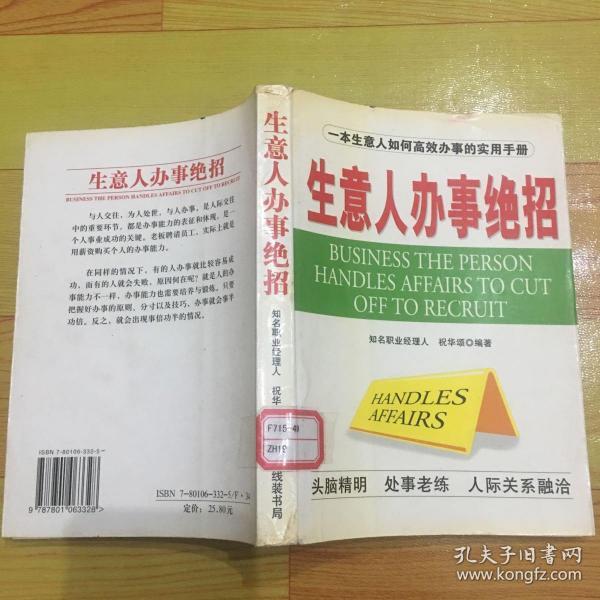 生意人办事绝招
BUSINESS THE PERSON HANDLES AFFAIRS TO CUT OFF TO RECRUIT
与人交往，为人处世，与人办事，是人际交往
中的重要环节，都是办事能力的表征和体现，是一
个人事业成功的关键。老板聘请员工，实际上就是
用薪资购买个人的办事能力。
在同样的情况下，有的人办事就比较容易成
功，而有的人就会失败，原因何在呢？就是人的办
事能力不一样，办事能力也需要培养与锻炼。只要
把握好办事的原则、分寸以及技巧，办事就会事半
功倍。反之，就会出现事倍功半的情况。
ISBN 7-80106-332-5
9 787801 063328 >
ISBN 7-80106-332-5/F·34
定价：25.80元
生意人办事绝招
知名职业经理人 祝华
F715-49
ZH19
线装书局
一本生意人如何高效办事的实用手册
生意人办事绝招
BUSINESS THE PERSON
HANDLES AFFAIRS TO CUT
OFF TO RECRUIT
知名职业经理人 祝华颂◎编著
HANDLES
AFFAIRS
头脑精明 处事老练 人际关系融洽
孔夫子旧书网
www.kongfz.com